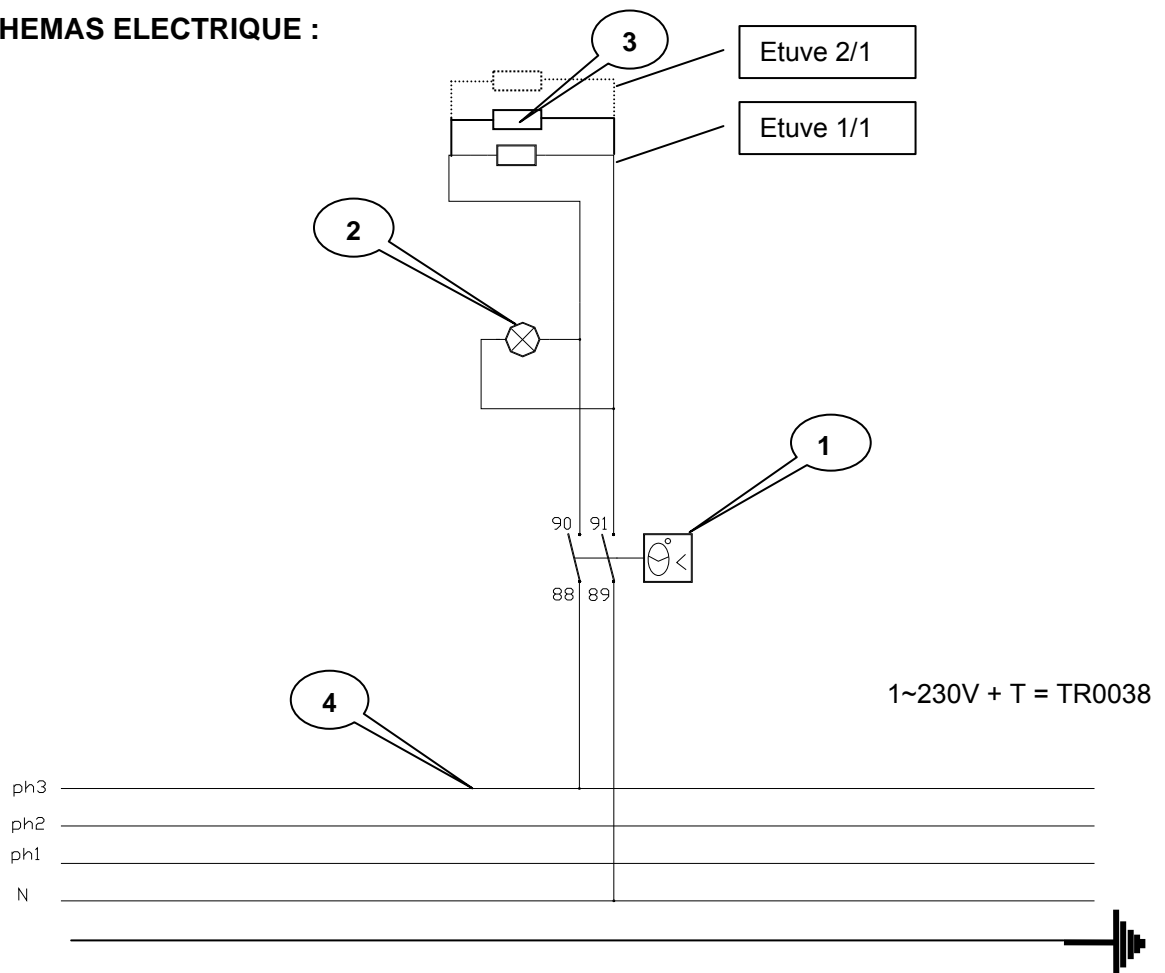 HEMAS ELECTRIQUE :
3
Etuve 2/1
Etuve 1/1
2
1
90 91
88 89
4
1~230V + T = TR0038
ph3
ph2
ph1
N